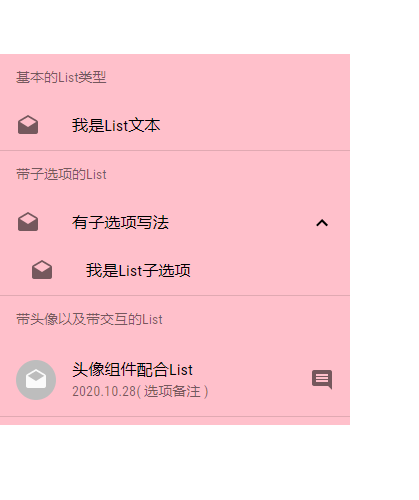 基本的List类型
我是List文本
带子选项的List
有子选项写法
我是List子选项
带头像以及带交互的List
头像组件配合List
2020.10.28( 选项备注 )